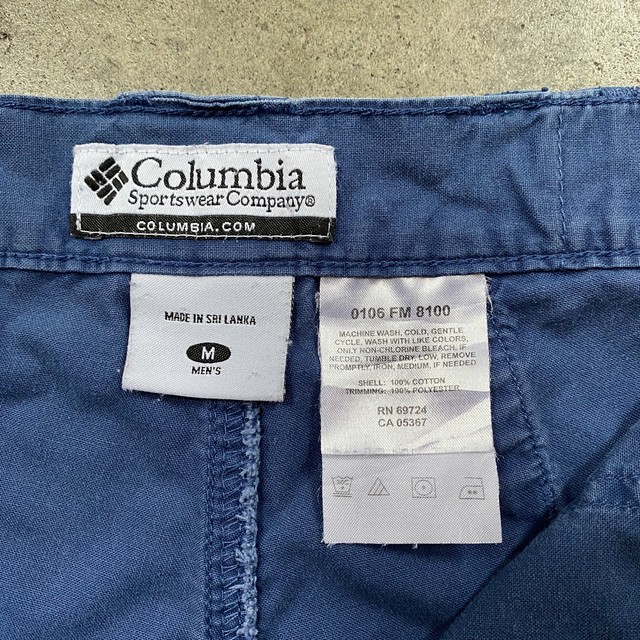 Columbia
Sportswear Company®
COLUMBIA.COM
MADE IN SRI LANKA
M
MEN'S
0106 FM 8100
MACHINE WASH, COLD, GENTLE
CYCLE, WASH WITH LIKE COLORS,
ONLY NON-CHLORINE BLEACH, IF
NEEDED, TUMBLE DRY, LOW, REMOVE
PROMPTLY, IRON, MEDIUM, IF NEEDED
SHELL: 100% COTTON
TRIMMING: 100% POLYESTER
RN 69724
CA 05367